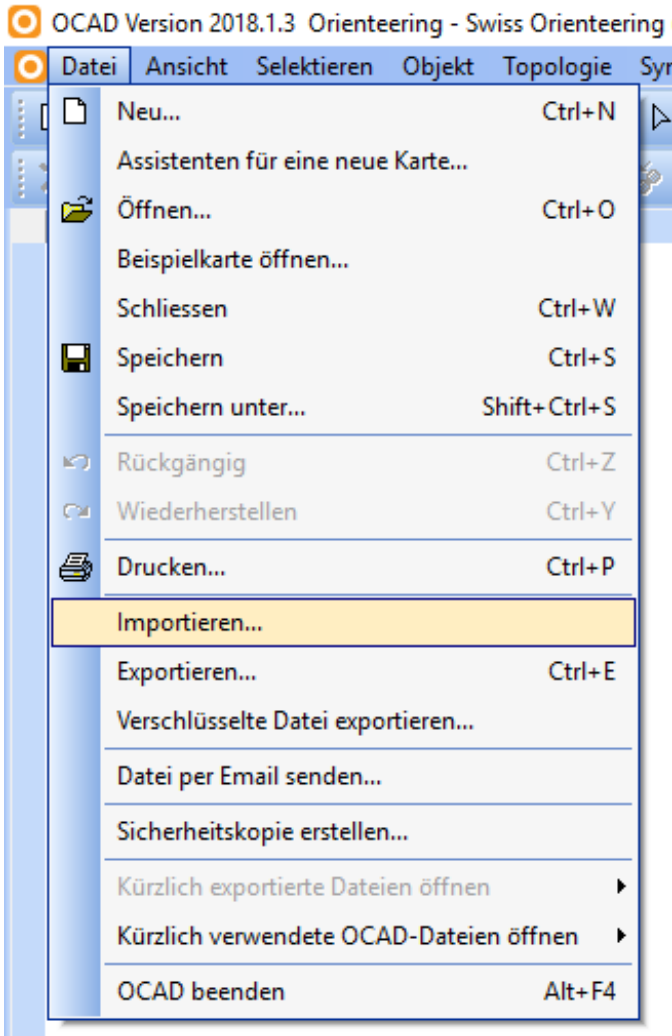 OCAD Version 2018.1.3 Orienteering - Swiss Orienteering
Datei Ansicht Selektieren Objekt Topologie
Neu... Ctrl+N
Assistenten für eine neue Karte...
Öffnen... Ctrl+O
Beispielkarte öffnen...
Schliessen Ctrl+W
Speichern Ctrl+S
Speichern unter... Shift+Ctrl+S
Rückgängig Ctrl+Z
Wiederherstellen Ctrl+Y
Drucken... Ctrl+P
Importieren...
Exportieren... Ctrl+E
Verschlüsselte Datei exportieren...
Datei per Email senden...
Sicherheitskopie erstellen...
Kürzlich exportierte Dateien öffnen
Kürzlich verwendete OCAD-Dateien öffnen
OCAD beenden Alt+F4